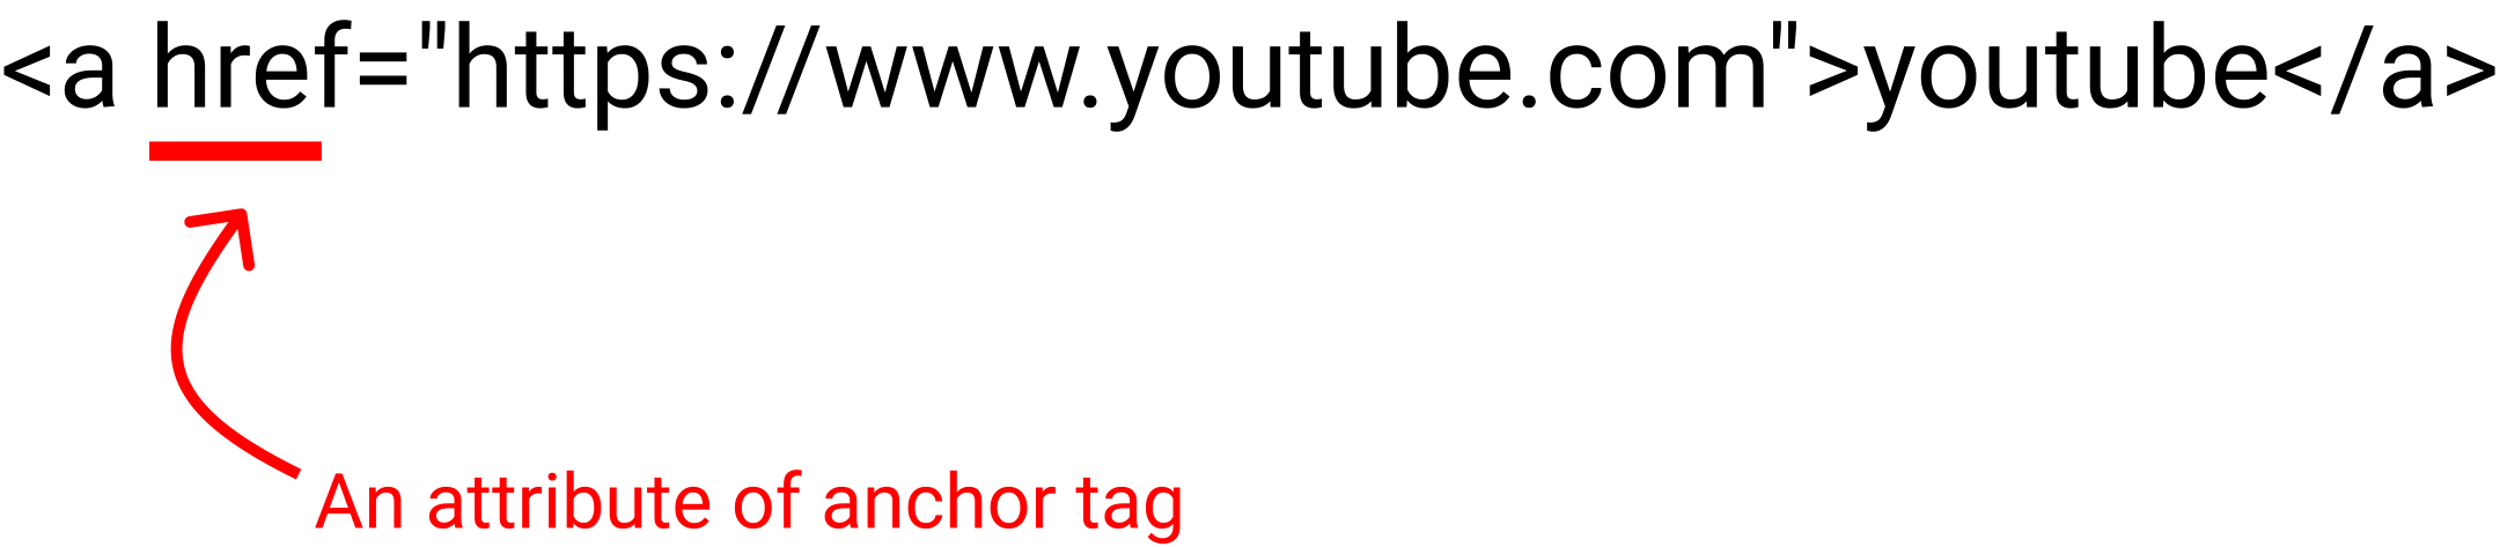 <a href="https://www.youtube.com">youtube</a>
An attribute of anchor tag